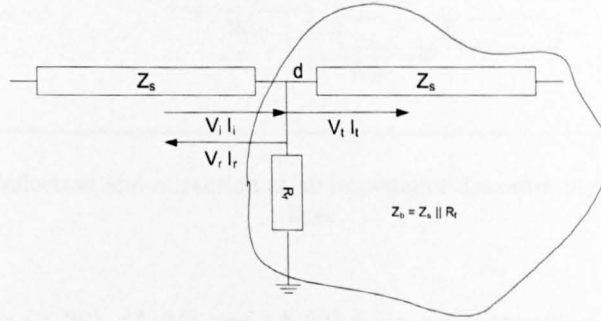 Zs
d
Zs
Vi Ii
Vt It
Vr Ir
Rf
Zb = Zs || Rf